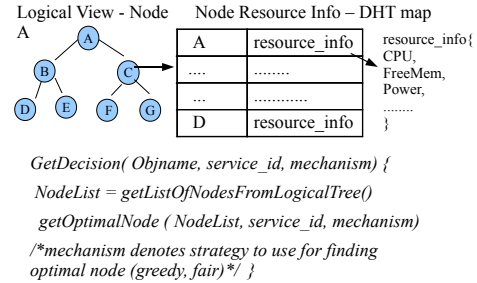 Logical View - Node A
Node Resource Info – DHT map
A
B
C
D
E
F
G
A resource_info
.... ........
... ............
D resource_info
resource_info{
CPU,
FreeMem,
Power,
........
}
GetDecision( Objname, service_id, mechanism) {
NodeList = getListOfNodesFromLogicalTree()
getOptimalNode ( NodeList, service_id, mechanism)
/*mechanism denotes strategy to use for finding
optimal node (greedy, fair)*/ }